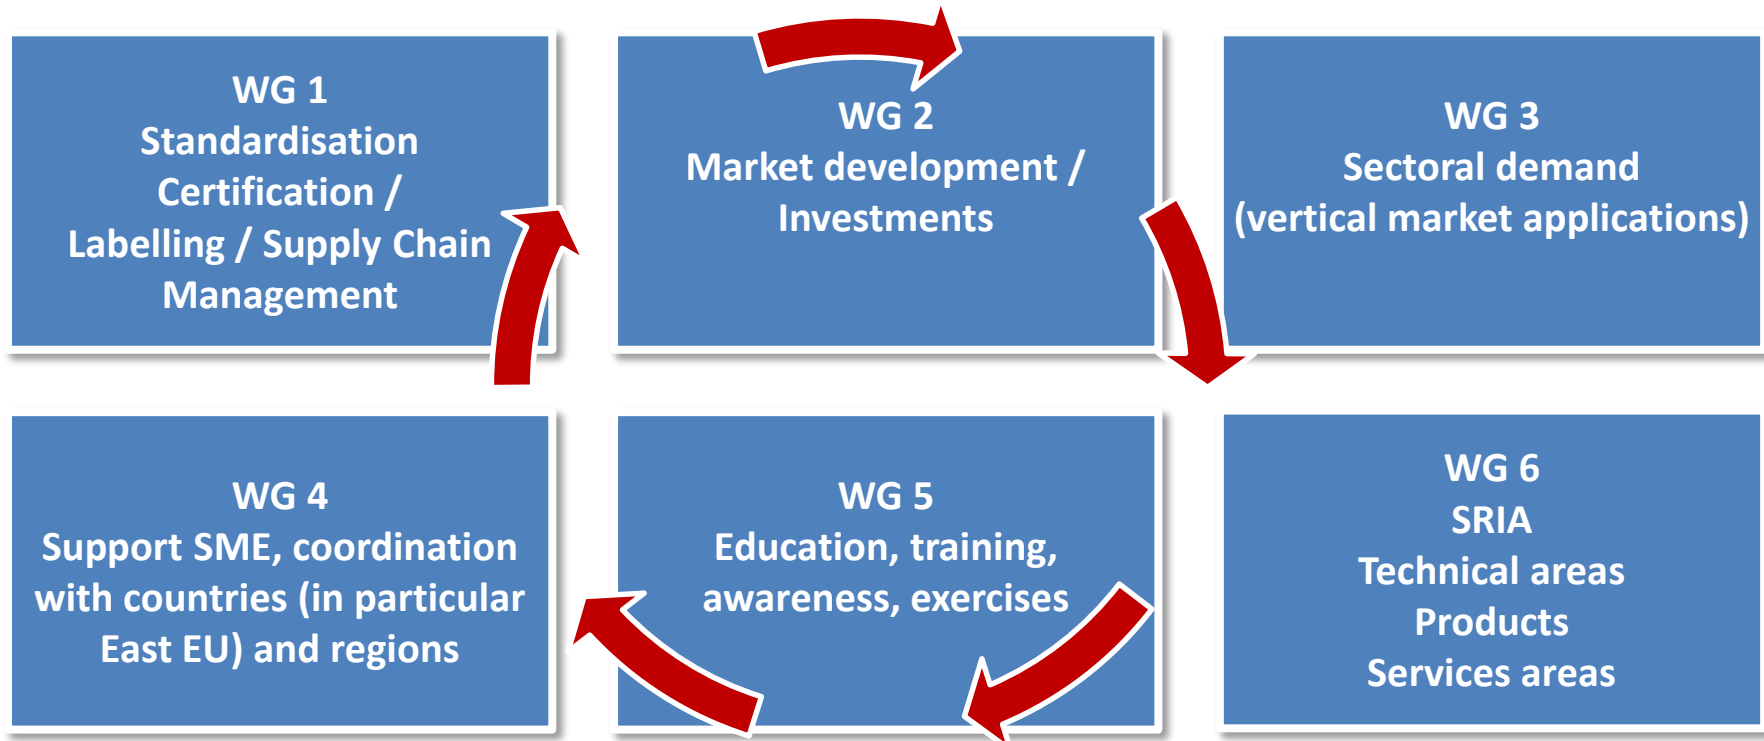 WG 1
Standardisation
Certification /
Labelling / Supply Chain
Management
WG 2
Market development /
Investments
WG 3
Sectoral demand
(vertical market applications)
WG 4
Support SME, coordination
with countries (in particular
East EU) and regions
WG 5
Education, training,
awareness, exercises
WG 6
SRIA
Technical areas
Products
Services areas